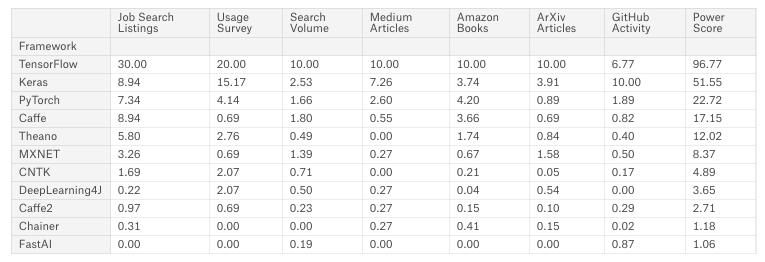 Job Search Listings Usage Survey Search Volume Medium Articles Amazon Books ArXiv Articles GitHub Activity Power Score
Framework
TensorFlow 30.00 20.00 10.00 10.00 10.00 10.00 6.77 96.77
Keras 8.94 15.17 2.53 7.26 3.74 3.91 10.00 51.55
PyTorch 7.34 4.14 1.66 2.60 4.20 0.89 1.89 22.72
Caffe 8.94 0.69 1.80 0.55 3.66 0.69 0.82 17.15
Theano 5.80 2.76 0.49 0.00 1.74 0.84 0.40 12.02
MXNET 3.26 0.69 1.39 0.27 0.67 1.58 0.50 8.37
CNTK 1.69 2.07 0.71 0.00 0.21 0.05 0.17 4.89
DeepLearning4J 0.22 2.07 0.50 0.27 0.04 0.54 0.00 3.65
Caffe2 0.97 0.69 0.23 0.27 0.15 0.10 0.29 2.71
Chainer 0.31 0.00 0.00 0.27 0.41 0.15 0.02 1.18
FastAI 0.00 0.00 0.19 0.00 0.00 0.00 0.87 1.06